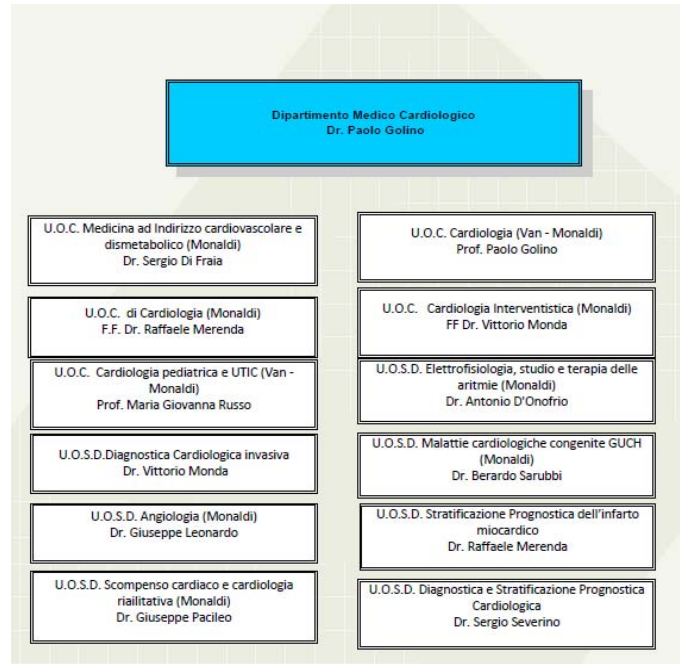 Dipartimento Medico Cardiologico
Dr. Paolo Golino
U.O.C. Medicina ad Indirizzo cardiovascolare e
dismetabolico (Monaldi)
Dr. Sergio Di Fraia
U.O.C. Cardiologia (Van - Monaldi)
Prof. Paolo Golino
U.O.C. di Cardiologia (Monaldi)
F.F. Dr. Raffaele Merenda
U.O.C. Cardiologia Interventistica (Monaldi)
FF Dr. Vittorio Monda
U.O.C. Cardiologia pediatrica e UTIC (Van -
Monaldi)
Prof. Maria Giovanna Russo
U.O.S.D. Elettrofisiologia, studio e terapia delle
aritmie (Monaldi)
Dr. Antonio D'Onofrio
U.O.S.D.Diagnostica Cardiologica invasiva
Dr. Vittorio Monda
U.O.S.D. Malattie cardiologiche congenite GUCH
(Monaldi)
Dr. Berardo Sarubbi
U.O.S.D. Angiologia (Monaldi)
Dr. Giuseppe Leonardo
U.O.S.D. Stratificazione Prognostica dell'infarto
miocardico
Dr. Raffaele Merenda
U.O.S.D. Scompenso cardiaco e cardiologia
riailitativa (Monaldi)
Dr. Giuseppe Pacileo
U.O.S.D. Diagnostica e Stratificazione Prognostica
Cardiologica
Dr. Sergio Severino